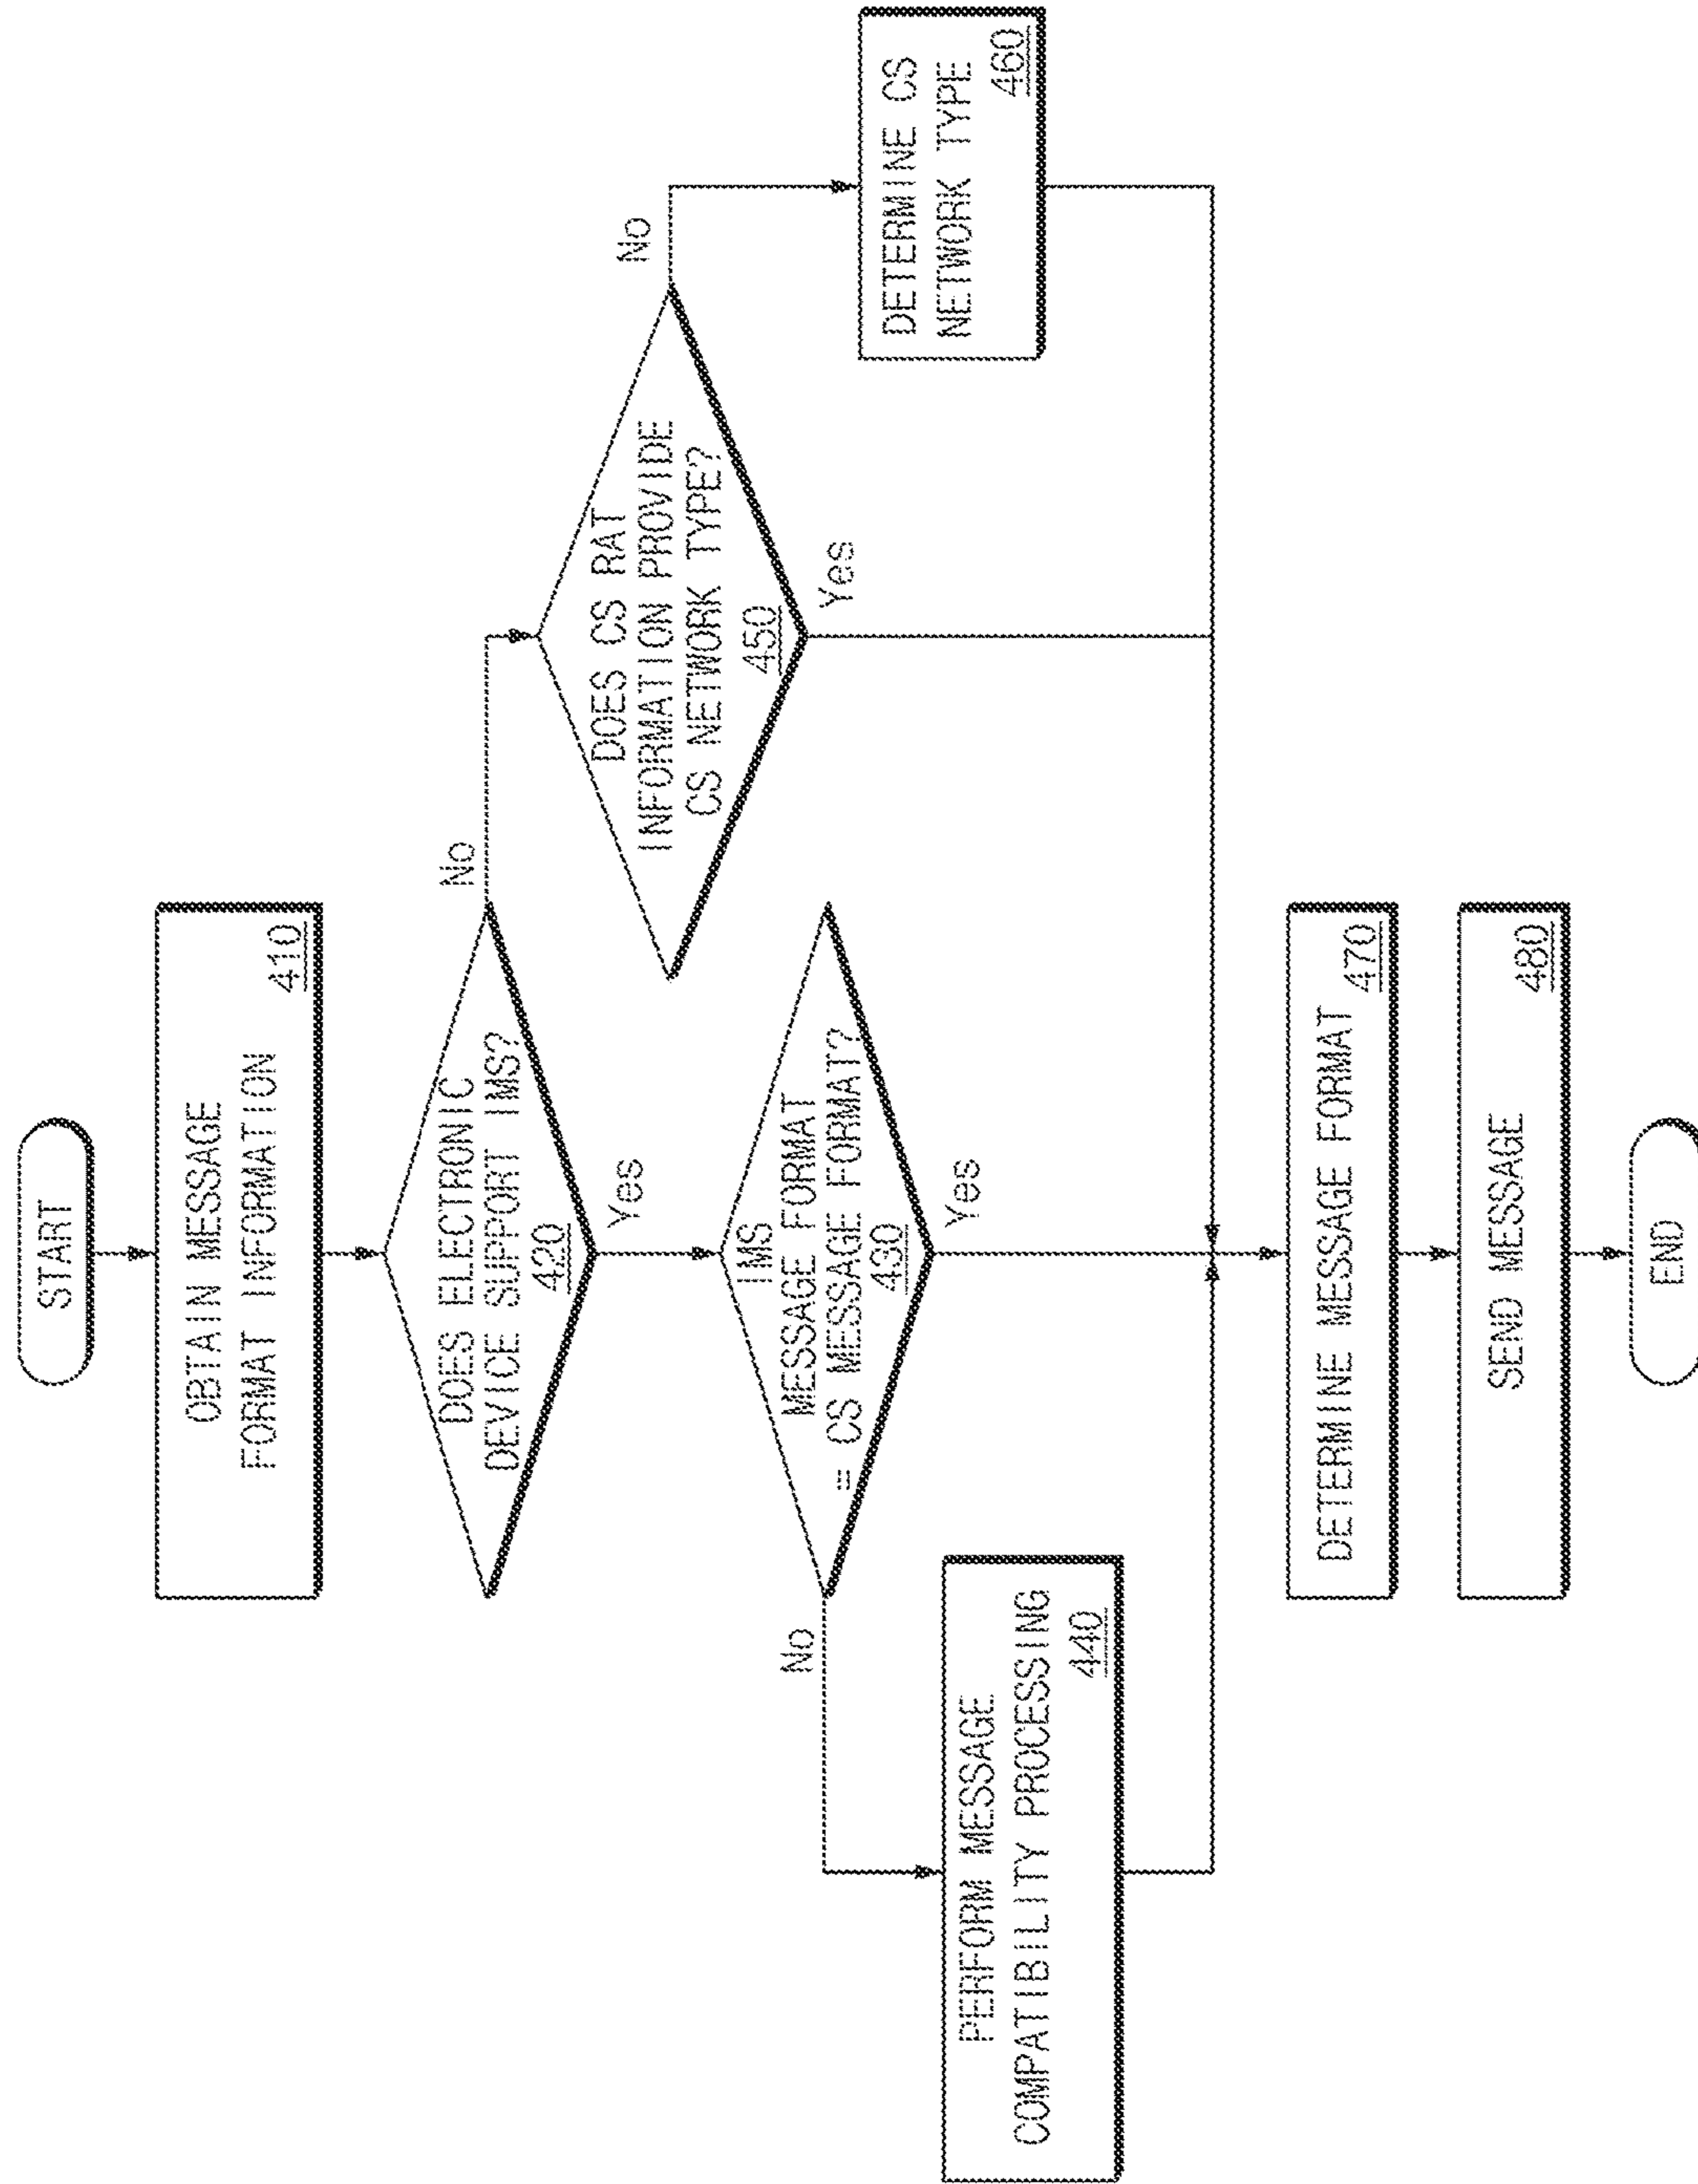 START
OBTAIN MESSAGE
FORMAT INFORMATION
410
DOES ELECTRONIC
DEVICE SUPPORT IMS?
420
No
Yes
IMS
MESSAGE FORMAT
= CS MESSAGE FORMAT?
430
No
Yes
PERFORM MESSAGE
COMPATIBILITY PROCESSING
440
DOES CS RAT
INFORMATION PROVIDE
CS NETWORK TYPE?
450
No
Yes
DETERMINE CS
NETWORK TYPE
460
DETERMINE MESSAGE FORMAT
470
SEND MESSAGE
480
END